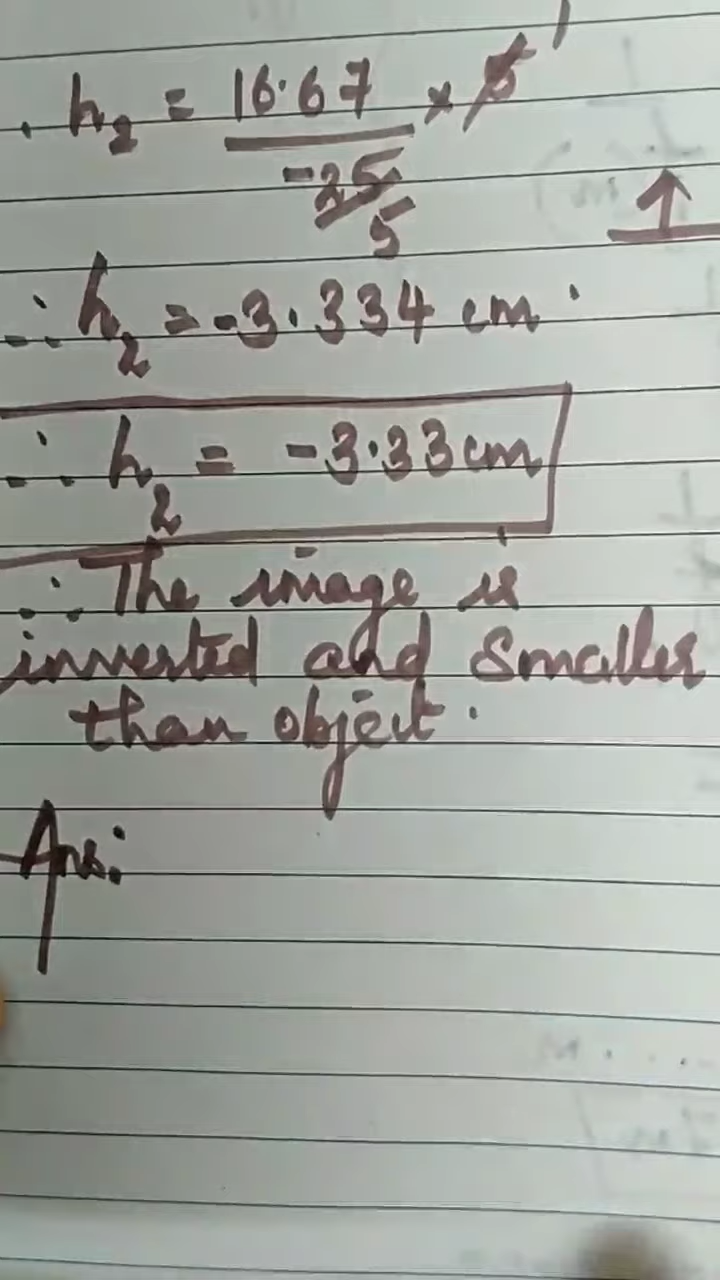 . h₂ = 16.67 / -25 5 × 5 1
∴ h₂ = -3.334 cm.
∴ h₂ = -3.33 cm
∴ The image is
inverted and smaller
than object.
Ans: